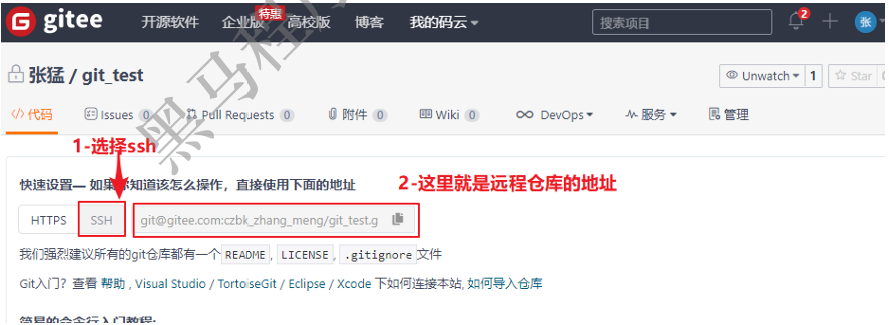 gitee 开源软件 企业版 特惠 高校版 博客 我的码云 搜索项目 2 张
张猛 / git_test Unwatch 1 Star
代码 Issues 0 Pull Requests 0 附件 0 Wiki 0 DevOps 服务 管理
黑马程序
1-选择ssh
快速设置— 如果你知道该怎么操作，直接使用下面的地址
2-这里就是远程仓库的地址
HTTPS SSH git@gitee.com:czbk_zhang_meng/git_test.g
我们强烈建议所有的git仓库都有一个 README, LICENSE, .gitignore 文件
Git入门？查看 帮助 , Visual Studio / TortoiseGit / Eclipse / Xcode 下如何连接本站, 如何导入仓库
简易的命令行入门教程: